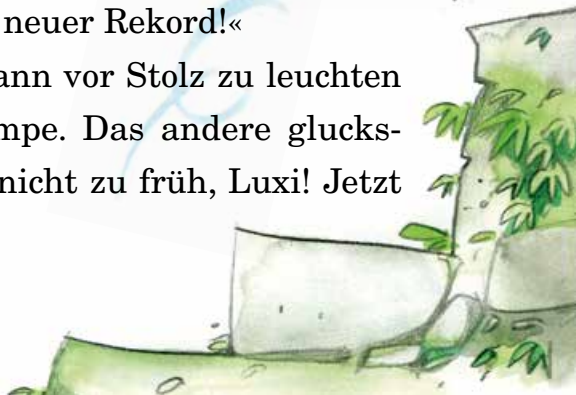 neuer Rekord!«
ann vor Stolz zu leuchten
mpe. Das andere glucks-
nicht zu früh, Luxi! Jetzt